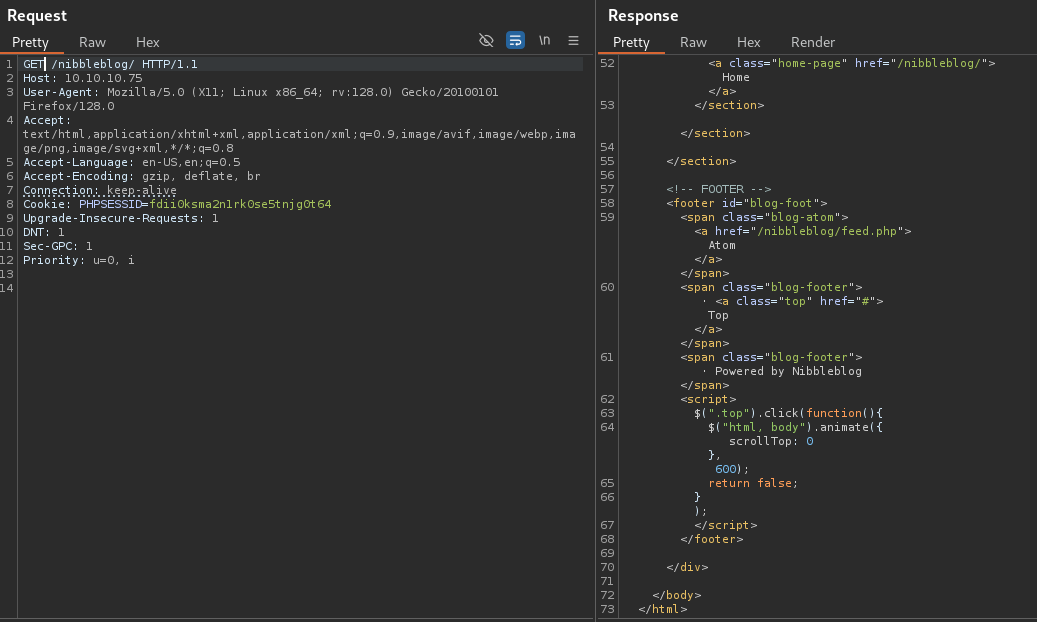 Request
Pretty Raw Hex \n
1 GET /nibbleblog/ HTTP/1.1
2 Host: 10.10.10.75
3 User-Agent: Mozilla/5.0 (X11; Linux x86_64; rv:128.0) Gecko/20100101
Firefox/128.0
4 Accept:
text/html,application/xhtml+xml,application/xml;q=0.9,image/avif,image/webp,ima
ge/png,image/svg+xml,*/*;q=0.8
5 Accept-Language: en-US,en;q=0.5
6 Accept-Encoding: gzip, deflate, br
7 Connection: keep-alive
8 Cookie: PHPSESSID=fdii0ksma2n1rk0se5tnjg0t64
9 Upgrade-Insecure-Requests: 1
10 DNT: 1
11 Sec-GPC: 1
12 Priority: u=0, i
13
14
Response
Pretty Raw Hex Render
52 <a class="home-page" href="/nibbleblog/">
Home
</a>
53 </section>
</section>
54
55 </section>
56
57 <!-- FOOTER -->
58 <footer id="blog-foot">
59 <span class="blog-atom">
<a href="/nibbleblog/feed.php">
Atom
</a>
</span>
60 <span class="blog-footer">
· <a class="top" href="#">
Top
</a>
</span>
61 <span class="blog-footer">
· Powered by Nibbleblog
</span>
62 <script>
63 $(".top").click(function(){
64 $("html, body").animate({
scrollTop: 0
},
600);
65 return false;
66 }
);
67 </script>
68 </footer>
69
70 </div>
71
72 </body>
73 </html>